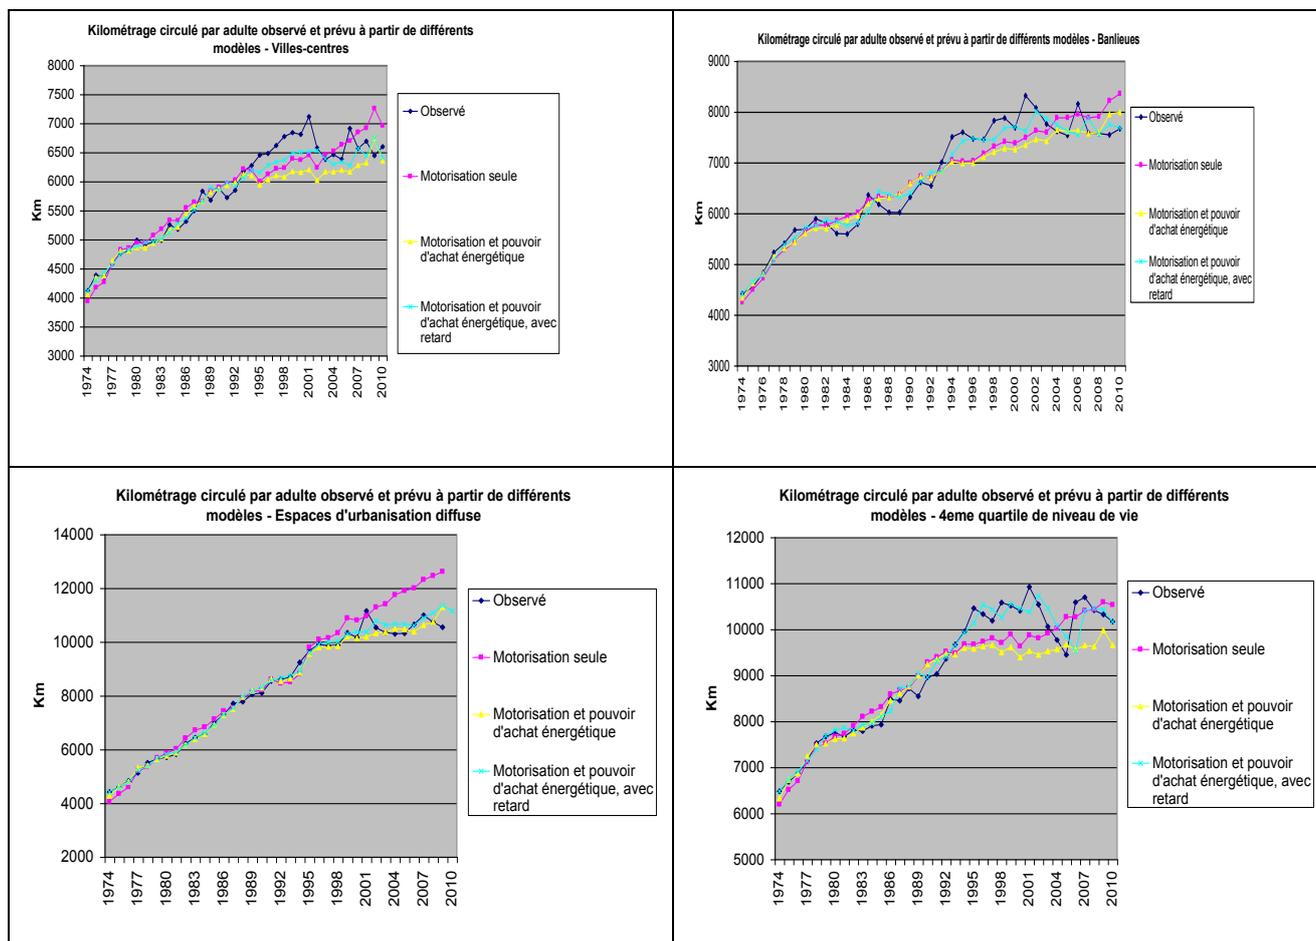 Kilométrage circulé par adulte observé et prévu à partir de différents
modèles - Villes-centres
8000
7500
7000
6500
6000
5500
5000
4500
4000
3500
3000
Km
1974
1977
1980
1983
1986
1989
1992
1995
1998
2001
2004
2007
2010
Observé
Motorisation seule
Motorisation et pouvoir
d'achat énergétique
Motorisation et pouvoir
d'achat énergétique, avec
retard
Kilométrage circulé par adulte observé et prévu à partir de différents modèles - Banlieues
9000
8000
7000
6000
5000
4000
3000
Km
1974
1976
1978
1980
1982
1984
1986
1988
1990
1992
1994
1996
1998
2000
2002
2004
2006
2008
2010
Observé
Motorisation seule
Motorisation et pouvoir
d'achat énergétique
Motorisation et pouvoir
d'achat énergétique, avec
retard
Kilométrage circulé par adulte observé et prévu à partir de différents
modèles - Espaces d'urbanisation diffuse
14000
12000
10000
8000
6000
4000
2000
Km
1974
1977
1980
1983
1986
1989
1992
1995
1998
2001
2004
2007
2010
Observé
Motorisation seule
Motorisation et pouvoir
d'achat énergétique
Motorisation et pouvoir
d'achat énergétique, avec
retard
Kilométrage circulé par adulte observé et prévu à partir de différents
modèles - 4eme quartile de niveau de vie
12000
11000
10000
9000
8000
7000
6000
5000
Km
1974
1977
1980
1983
1986
1989
1992
1995
1998
2001
2004
2007
2010
Observé
Motorisation seule
Motorisation et pouvoir
d'achat énergétique
Motorisation et pouvoir
d'achat énergétique, avec
retard